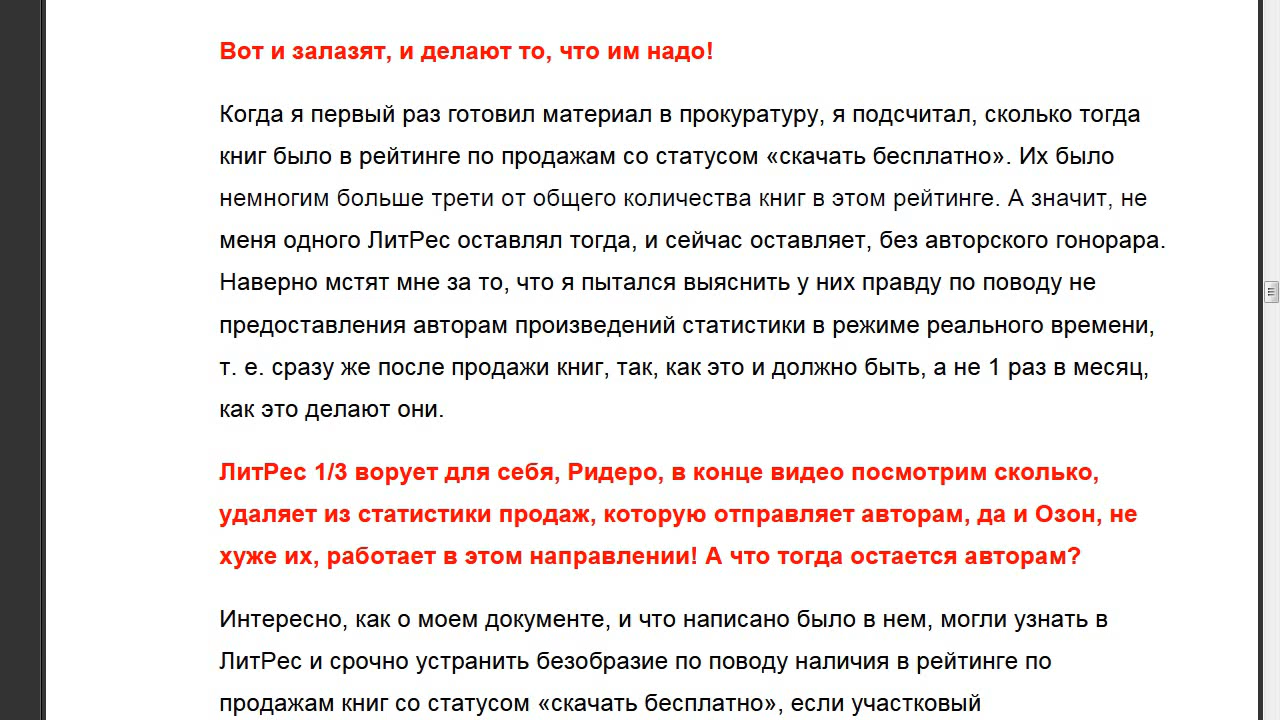 Вот и залазят, и делают то, что им надо!
Когда я первый раз готовил материал в прокуратуру, я подсчитал, сколько тогда
книг было в рейтинге по продажам со статусом «скачать бесплатно». Их было
немногим больше трети от общего количества книг в этом рейтинге. А значит, не
меня одного ЛитРес оставлял тогда, и сейчас оставляет, без авторского гонорара.
Наверно мстят мне за то, что я пытался выяснить у них правду по поводу не
предоставления авторам произведений статистики в режиме реального времени,
т. е. сразу же после продажи книг, так, как это и должно быть, а не 1 раз в месяц,
как это делают они.
ЛитРес 1/3 ворует для себя, Ридеро, в конце видео посмотрим сколько,
удаляет из статистики продаж, которую отправляет авторам, да и Озон, не
хуже их, работает в этом направлении! А что тогда остается авторам?
Интересно, как о моем документе, и что написано было в нем, могли узнать в
ЛитРес и срочно устранить безобразие по поводу наличия в рейтинге по
продажам книг со статусом «скачать бесплатно», если участковый